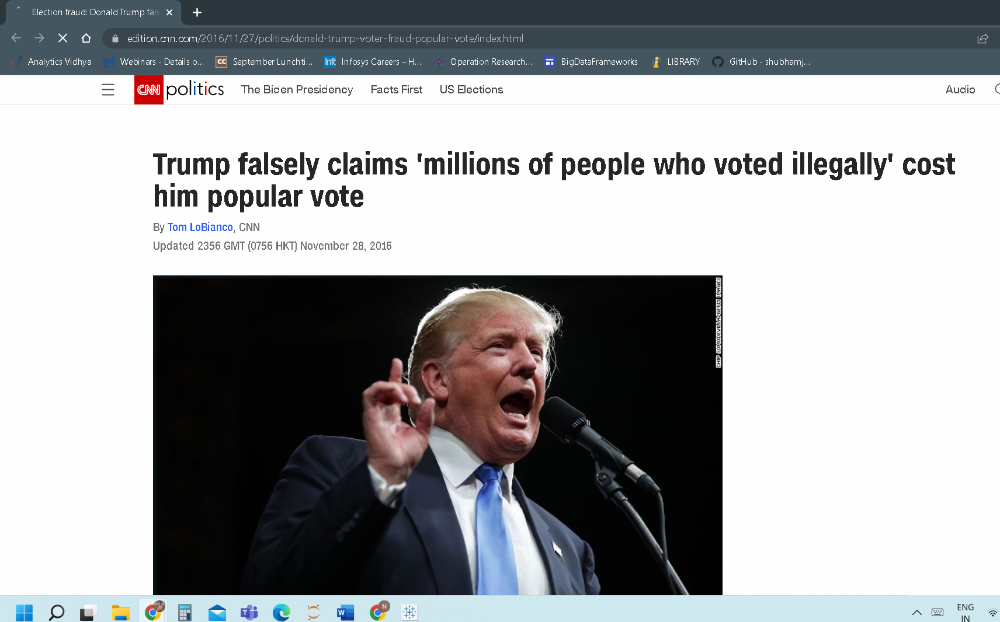 Election fraud: Donald Trump fals
edition.cnn.com/2016/11/27/politics/donald-trump-voter-fraud-popular-vote/index.html
Analytics Vidhya
Webinars - Details o...
CC
September Lunchti...
Infʏ
Infosys Careers – H...
Operation Research...
BigDataFrameworks
LIBRARY
GitHub - shubhamj...
CNN politics
The Biden Presidency
Facts First
US Elections
Audio
Trump falsely claims 'millions of people who voted illegally' cost
him popular vote
By Tom LoBianco, CNN
Updated 2356 GMT (0756 HKT) November 28, 2016
CHIP SOMODEVILLA/GETTY IMAGES
N
ENG
IN